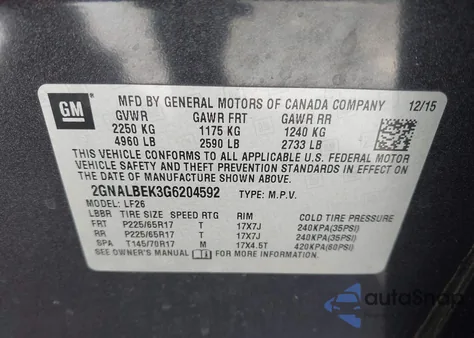 GM
MFD BY GENERAL MOTORS OF CANADA COMPANY 12/15
GVWR GAWR FRT GAWR RR
2250 KG 1175 KG 1240 KG
4960 LB 2590 LB 2733 LB
THIS VEHICLE CONFORMS TO ALL APPLICABLE U.S. FEDERAL MOTOR
VEHICLE SAFETY AND THEFT PREVENTION STANDARDS IN EFFECT ON THE
DATE OF MANUFACTURE SHOWN ABOVE.
2GNALBEK3G6204592 TYPE: M.P.V.
MODEL: LF26
LBBR TIRE SIZE SPEED RTG RIM COLD TIRE PRESSURE
FRT P225/65R17 T 17X7J 240KPA(35PSI)
RR P225/65R17 T 17X7J 240KPA(35PSI)
SPA T145/70R17 M 17X4.5T 420KPA(60PSI)
SEE OWNER'S MANUAL FOR ADDITIONAL INFORMATION
autoSnap